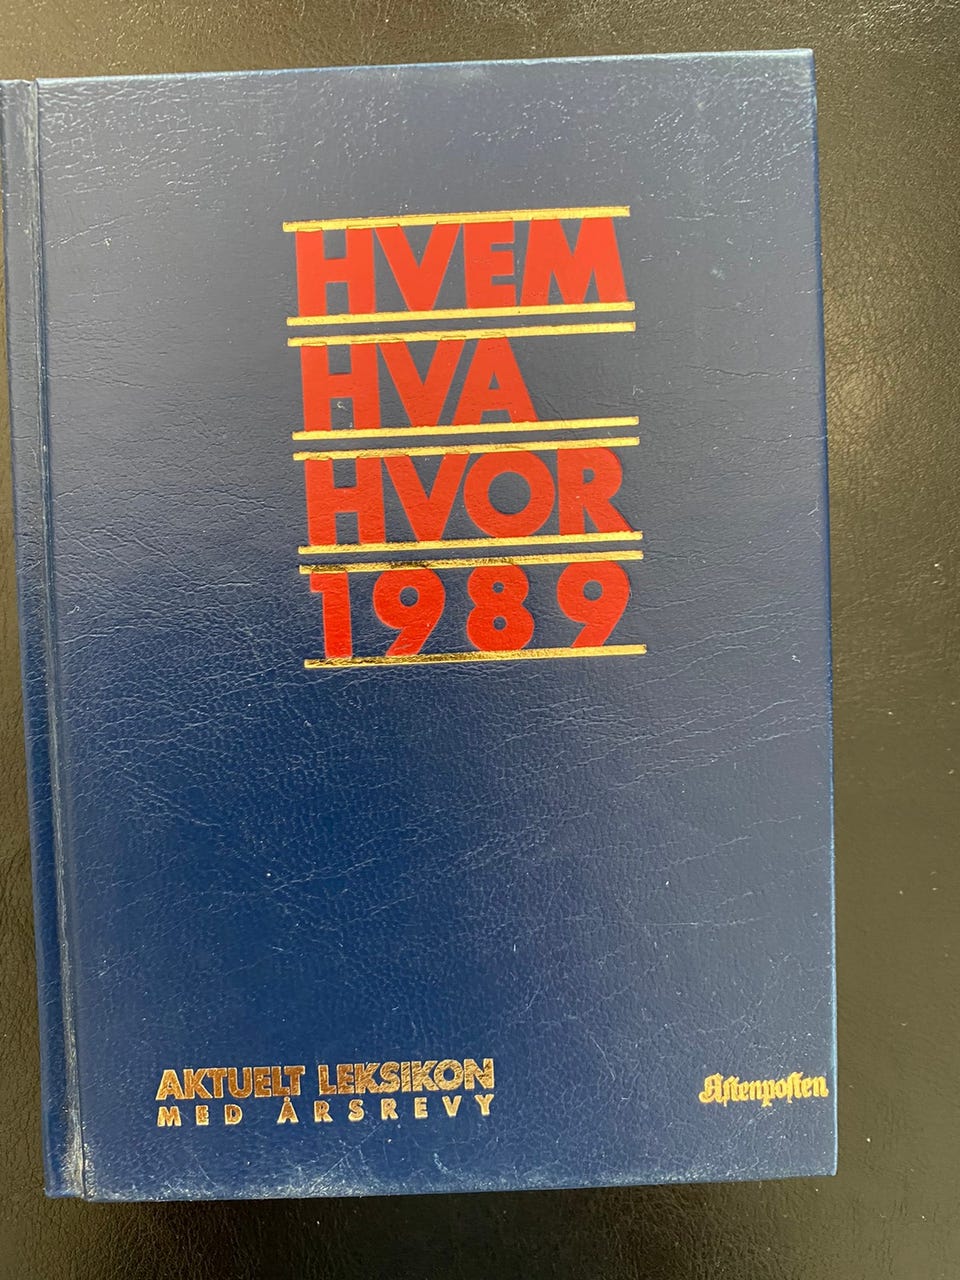 HVEM
HVA
HVOR
1989
AKTUELT LEKSIKON
MED ÅRSREVY
Aftenposten